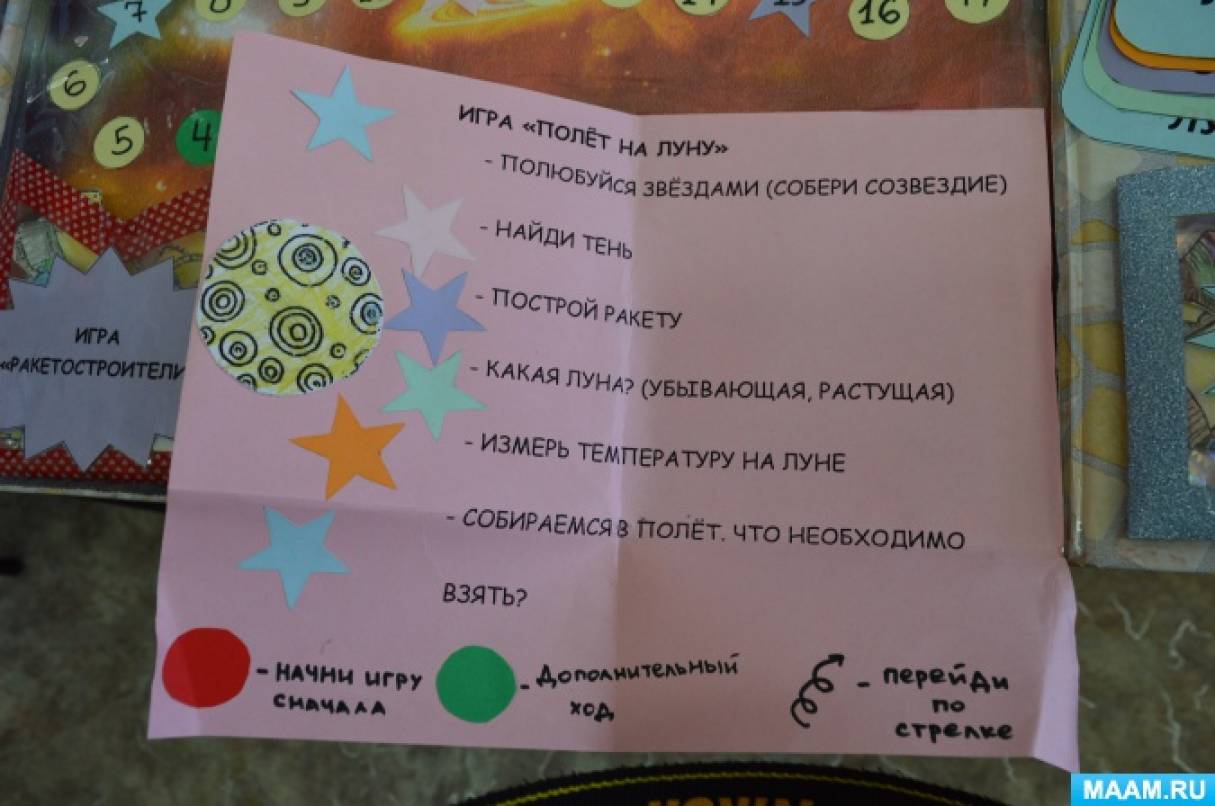 7
16
6
5
4
ИГРА «ПОЛЁТ НА ЛУНУ»
- ПОЛЮБУЙСЯ ЗВЁЗДАМИ (СОБЕРИ СОЗВЕЗДИЕ)
- НАЙДИ ТЕНЬ
- ПОСТРОЙ РАКЕТУ
- КАКАЯ ЛУНА? (УБЫВАЮЩАЯ, РАСТУЩАЯ)
- ИЗМЕРЬ ТЕМПЕРАТУРУ НА ЛУНЕ
- СОБИРАЕМСЯ В ПОЛЁТ. ЧТО НЕОБХОДИМО
ВЗЯТЬ?
ИГРА
«РАКЕТОСТРОИТЕЛИ
- НАЧНИ ИГРУ
СНАЧАЛА
- Дополнительный
ход
- перейди
по
стрелке
MAAM.RU